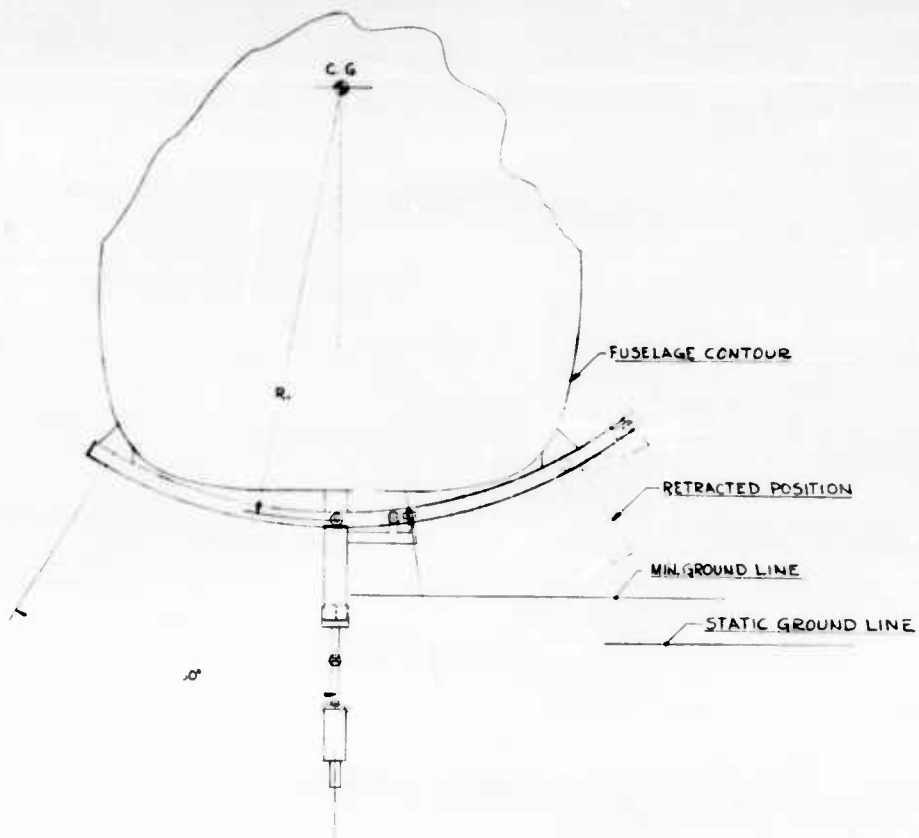 C G
FUSELAGE CONTOUR
R.
RETRACTED POSITION
MIN. GROUND LINE
STATIC GROUND LINE